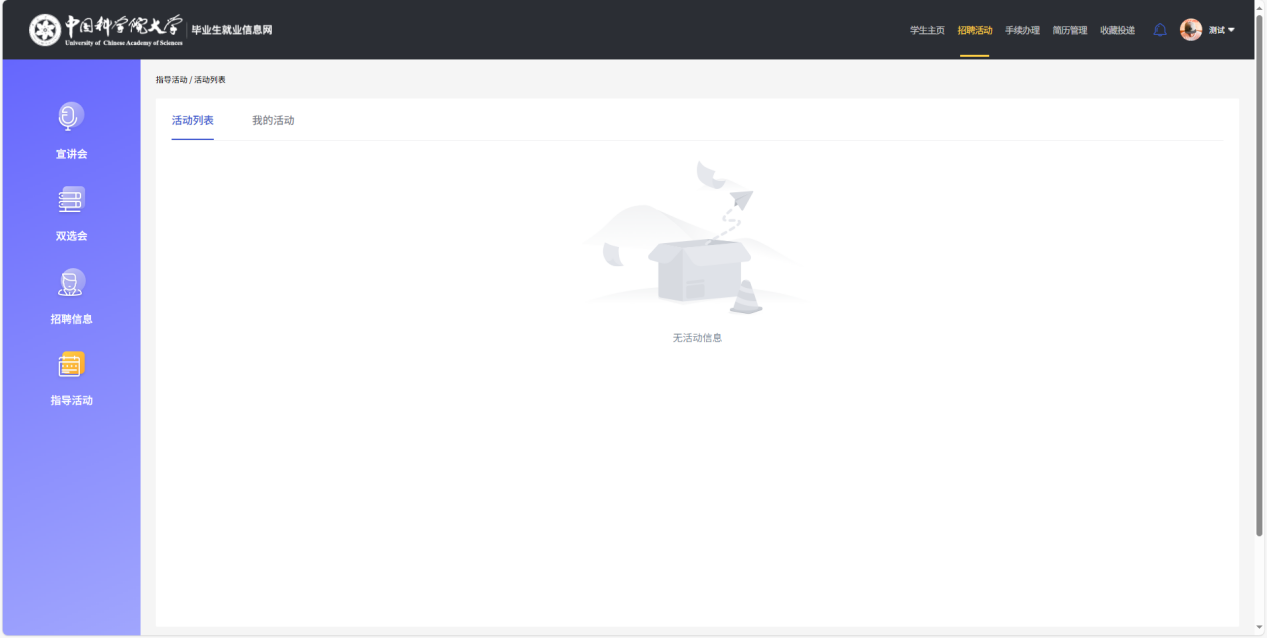 中国科学院大学
University of Chinese Academy of Sciences
毕业生就业信息网
学生主页 招聘活动 手续办理 简历管理 收藏投递 测试
宣讲会
双选会
招聘信息
指导活动
指导活动 / 活动列表
活动列表 我的活动
无活动信息